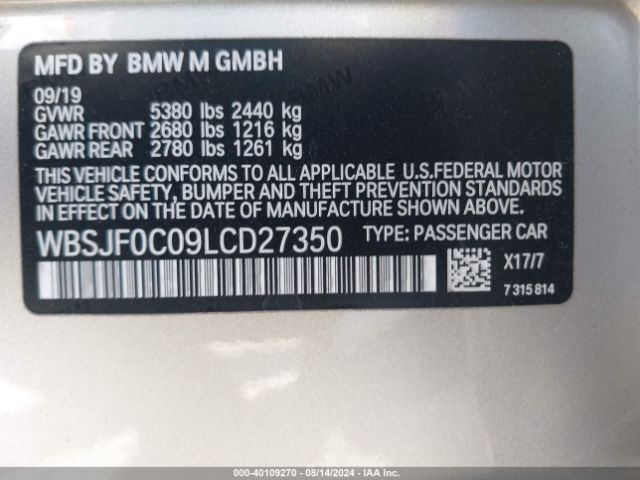 MFD BY BMW M GMBH
09/19
GVWR 5380 lbs 2440 kg
GAWR FRONT 2680 lbs 1216 kg
GAWR REAR 2780 lbs 1261 kg
THIS VEHICLE CONFORMS TO ALL APPLICABLE U.S.FEDERAL MOTOR
VEHICLE SAFETY, BUMPER AND THEFT PREVENTION STANDARDS
IN EFFECT ON THE DATE OF MANUFACTURE SHOWN ABOVE.
WBSJF0C09LCD27350 TYPE: PASSENGER CAR
X17/7
7 315 814
000-40109270 - 08/14/2024 - IAA Inc.